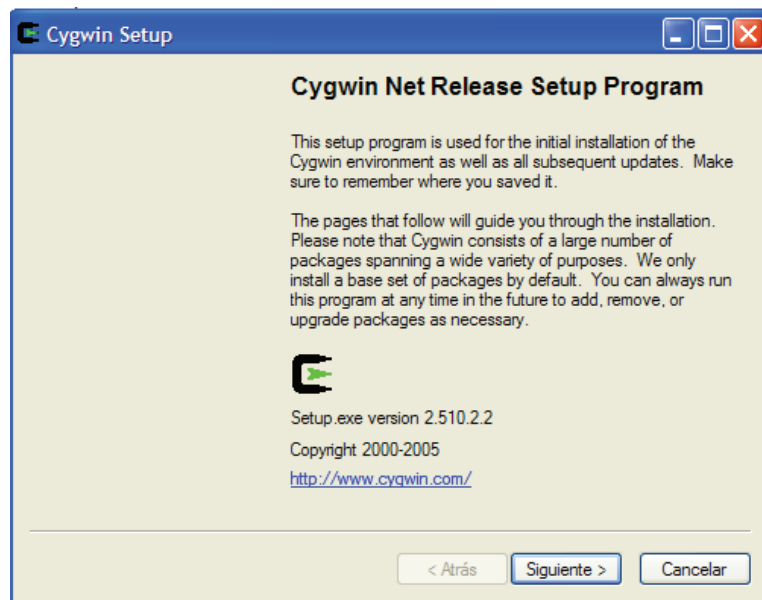 Cygwin Setup
Cygwin Net Release Setup Program
This setup program is used for the initial installation of the
Cygwin environment as well as all subsequent updates.  Make
sure to remember where you saved it.
The pages that follow will guide you through the installation.
Please note that Cygwin consists of a large number of
packages spanning a wide variety of purposes.  We only
install a base set of packages by default.  You can always run
this program at any time in the future to add, remove, or
upgrade packages as necessary.
Setup.exe version 2.510.2.2
Copyright 2000-2005
http://www.cygwin.com/
< Atrás   Siguiente >   Cancelar